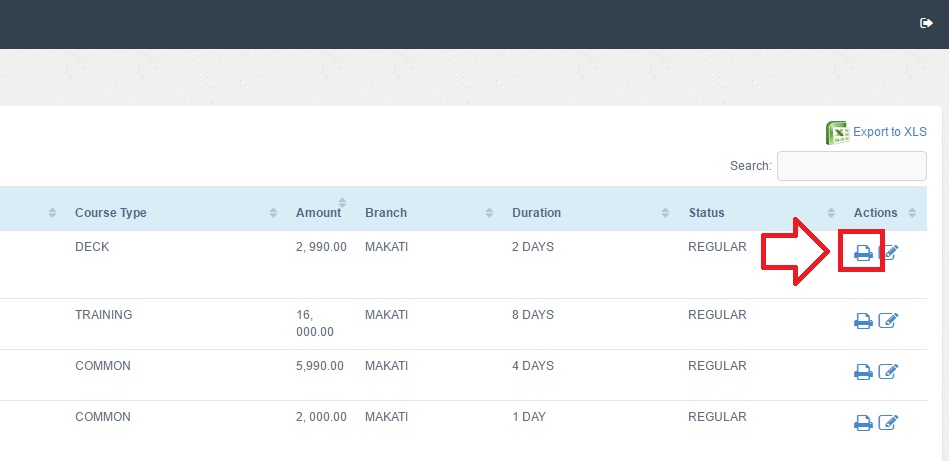 Export to XLS
Search:
Course Type Amount Branch Duration Status Actions
DECK 2, 990.00 MAKATI 2 DAYS REGULAR
TRAINING 16, MAKATI 8 DAYS REGULAR
000.00
COMMON 5,990.00 MAKATI 4 DAYS REGULAR
COMMON 2, 000.00 MAKATI 1 DAY REGULAR